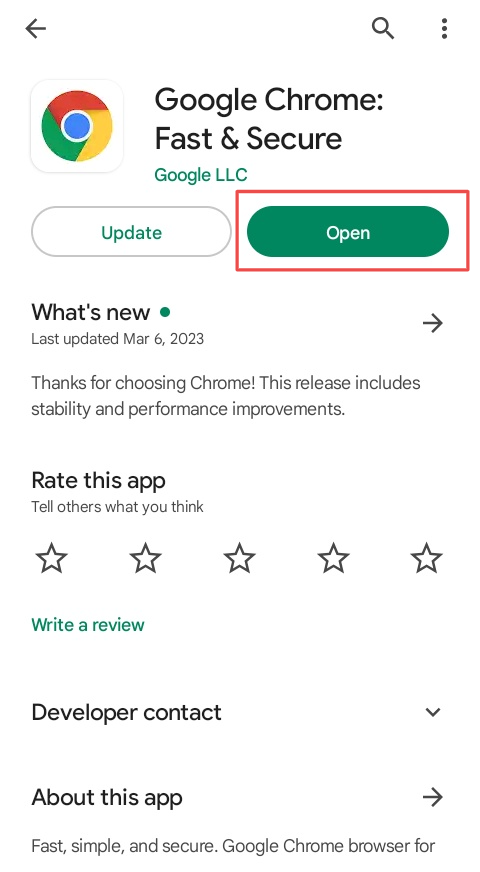 Google Chrome:
Fast & Secure
Google LLC
Update
Open
What's new
Last updated Mar 6, 2023
Thanks for choosing Chrome! This release includes
stability and performance improvements.
Rate this app
Tell others what you think
Write a review
Developer contact
About this app
Fast, simple, and secure. Google Chrome browser for